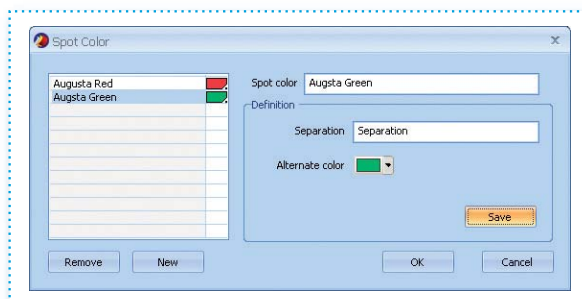 Spot Color
Augusta Red
Augsta Green
Spot color Augsta Green
Definition
Separation Separation
Alternate color
Save
Remove New OK Cancel